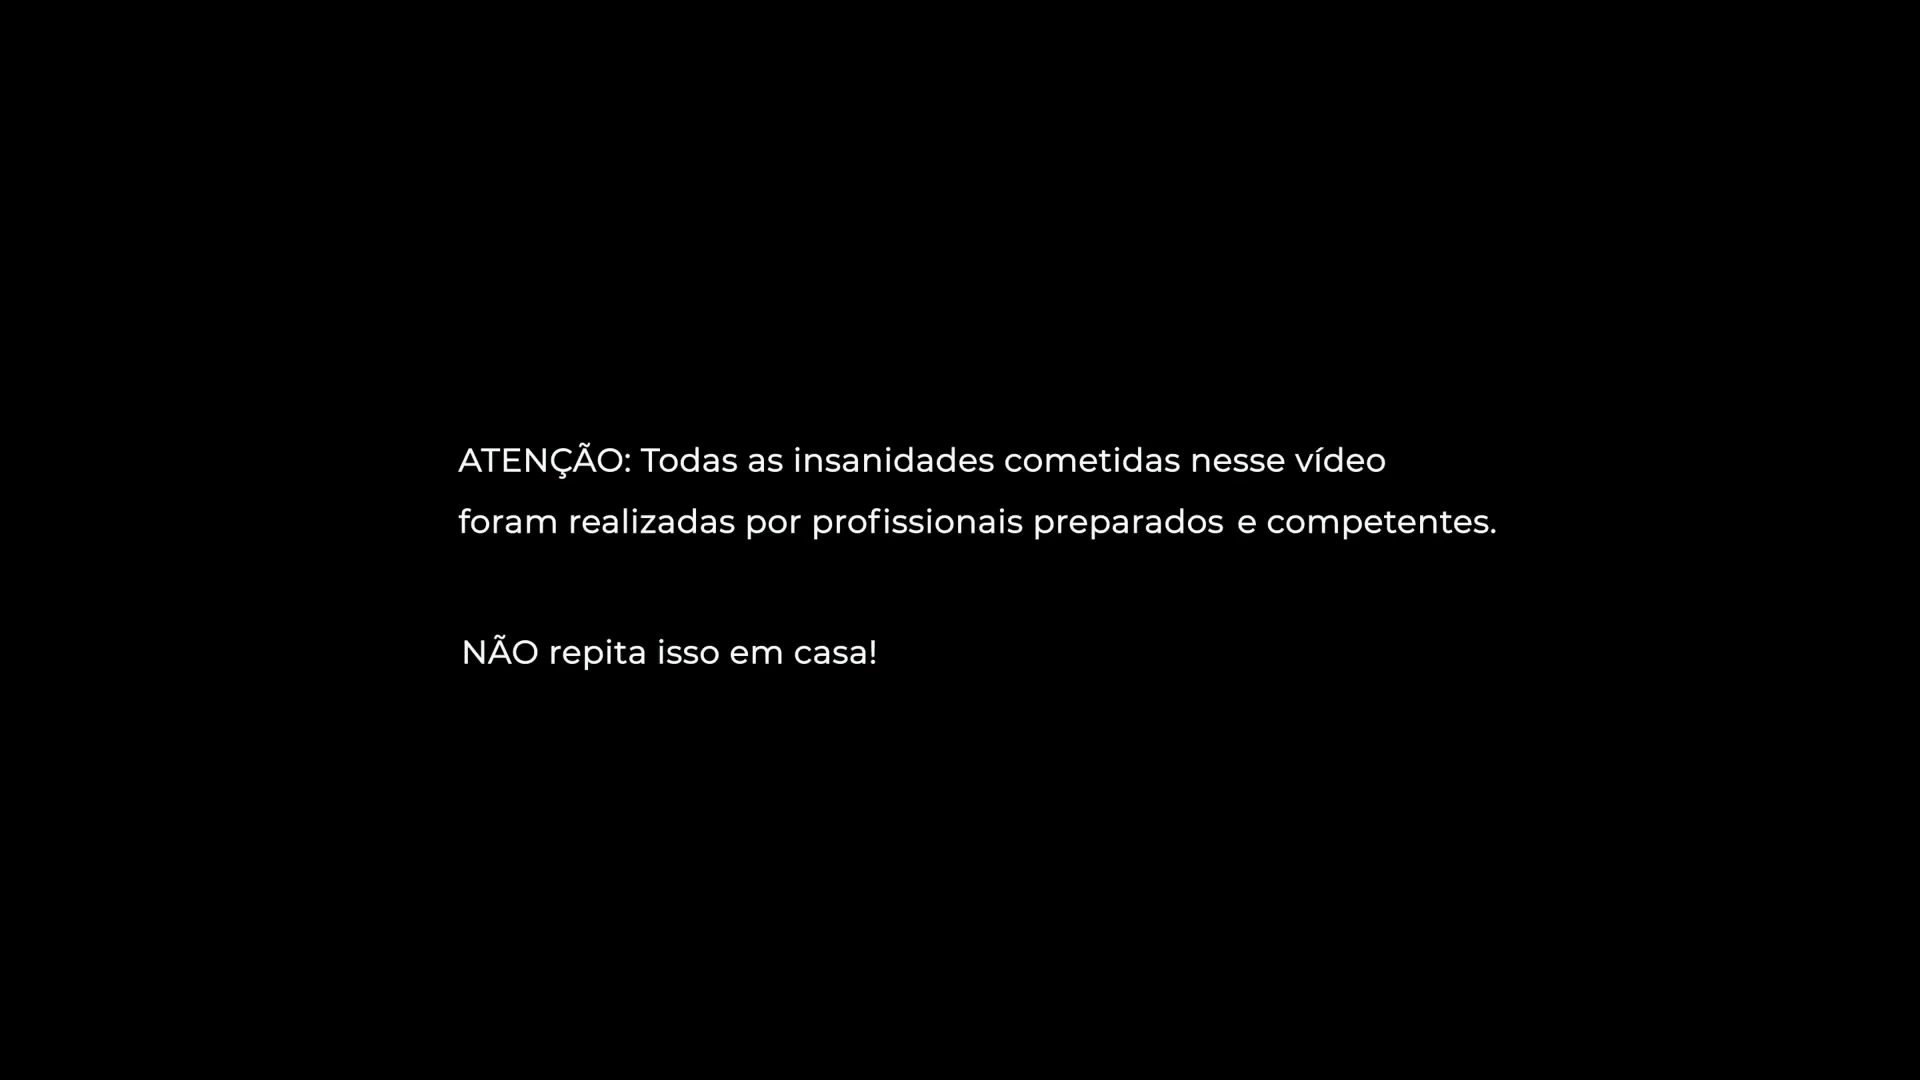 ATENÇÃO: Todas as insanidades cometidas nesse vídeo
foram realizadas por profissionais preparados e competentes.
NÃO repita isso em casa!